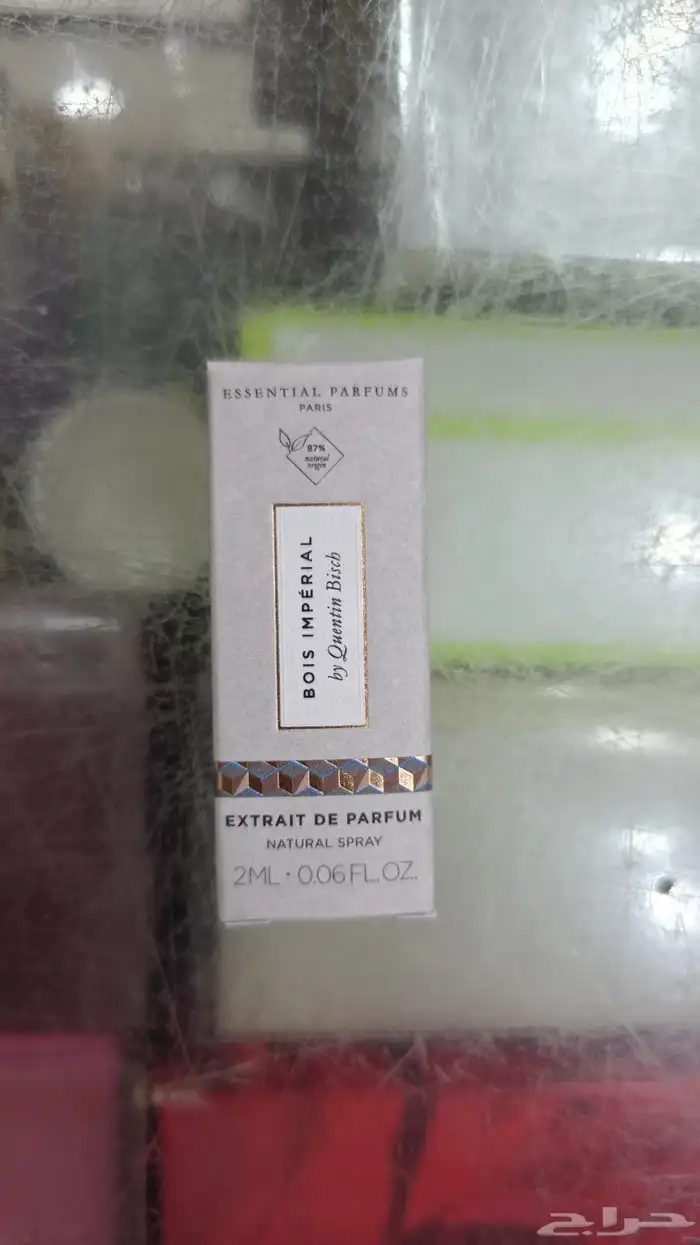 ESSENTIAL PARFUMS
PARIS
87%
natural
origin
BOIS IMPÉRIAL
by Quentin Bisch
EXTRAIT DE PARFUM
NATURAL SPRAY
2ML · 0.06 FL.OZ.
حراج